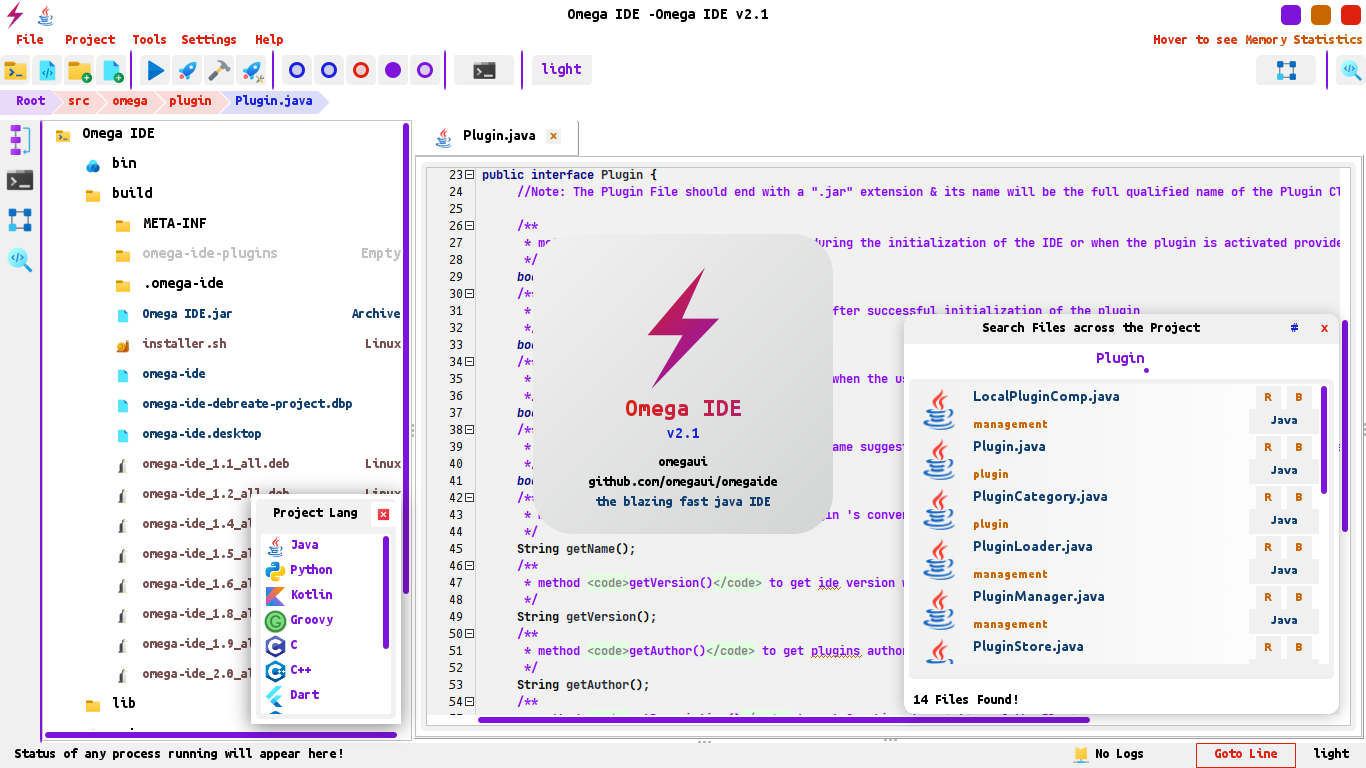 Omega IDE -Omega IDE v2.1
File Project Tools Settings Help
Hover to see Memory Statistics
light
Root src omega plugin Plugin.java
Omega IDE
bin
build
META-INF
omega-ide-plugins Empty
.omega-ide
Omega IDE.jar Archive
installer.sh Linux
omega-ide
omega-ide-debreate-project.dbp
omega-ide.desktop
omega-ide_1.1_all.deb Linux
omega-ide_1.2_all.deb Linux
omega-ide_1.4_al
omega-ide_1.5_al
omega-ide_1.6_al
omega-ide_1.8_al
omega-ide_1.9_al
omega-ide_2.0_al
lib
Project Lang x
Java
Python
Kotlin
Groovy
C
C++
Dart
Plugin.java x
23 public interface Plugin {
24 //Note: The Plugin File should end with a ".jar" extension & its name will be the full qualified name of the Plugin Cl
25
26 /**
27 * me during the initialization of the IDE or when the plugin is activated provide
28 */
29 boo
30 /**
31 * after successful initialization of the plugin
32 */
33 boo
34 /**
35 * when the us
36 */
37 boo
38 /**
39 * ame suggest
40 */
41 boo
42 /**
43 * in 's conver
44 */
45 String getName();
46 /**
47 * method <code>getVersion()</code> to get ide version
48 */
49 String getVersion();
50 /**
51 * method <code>getAuthor()</code> to get plugins autho
52 */
53 String getAuthor();
54 /**
Omega IDE
v2.1
omegaui
github.com/omegaui/omegaide
the blazing fast java IDE
Search Files across the Project # x
Plugin
LocalPluginComp.java R B
management Java
Plugin.java R B
plugin Java
PluginCategory.java R B
plugin Java
PluginLoader.java R B
management Java
PluginManager.java R B
management Java
PluginStore.java R B
14 Files Found!
Status of any process running will appear here!
No Logs Goto Line light